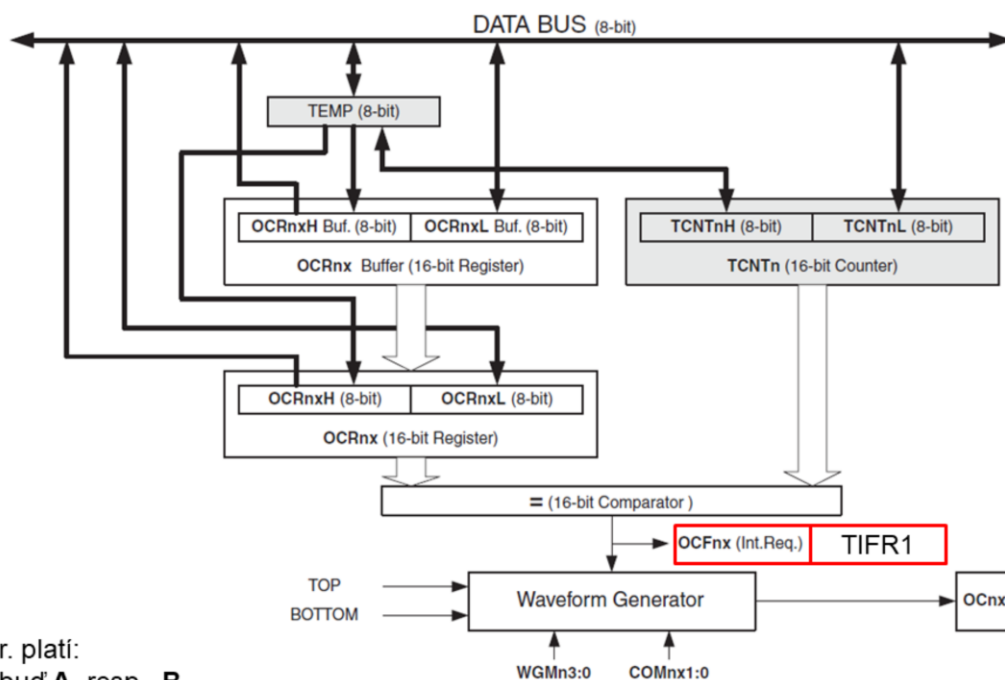 DATA BUS (8-bit)
TEMP (8-bit)
OCRnxH Buf. (8-bit) OCRnxL Buf. (8-bit)
OCRnx Buffer (16-bit Register)
TCNTnH (8-bit) TCNTnL (8-bit)
TCNTn (16-bit Counter)
OCRnxH (8-bit) OCRnxL (8-bit)
OCRnx (16-bit Register)
= (16-bit Comparator )
OCFnx (Int.Req.) TIFR1
TOP
BOTTOM
Waveform Generator
OCnx
WGMn3:0 COMnx1:0
r. platí:
buď A, resp. B